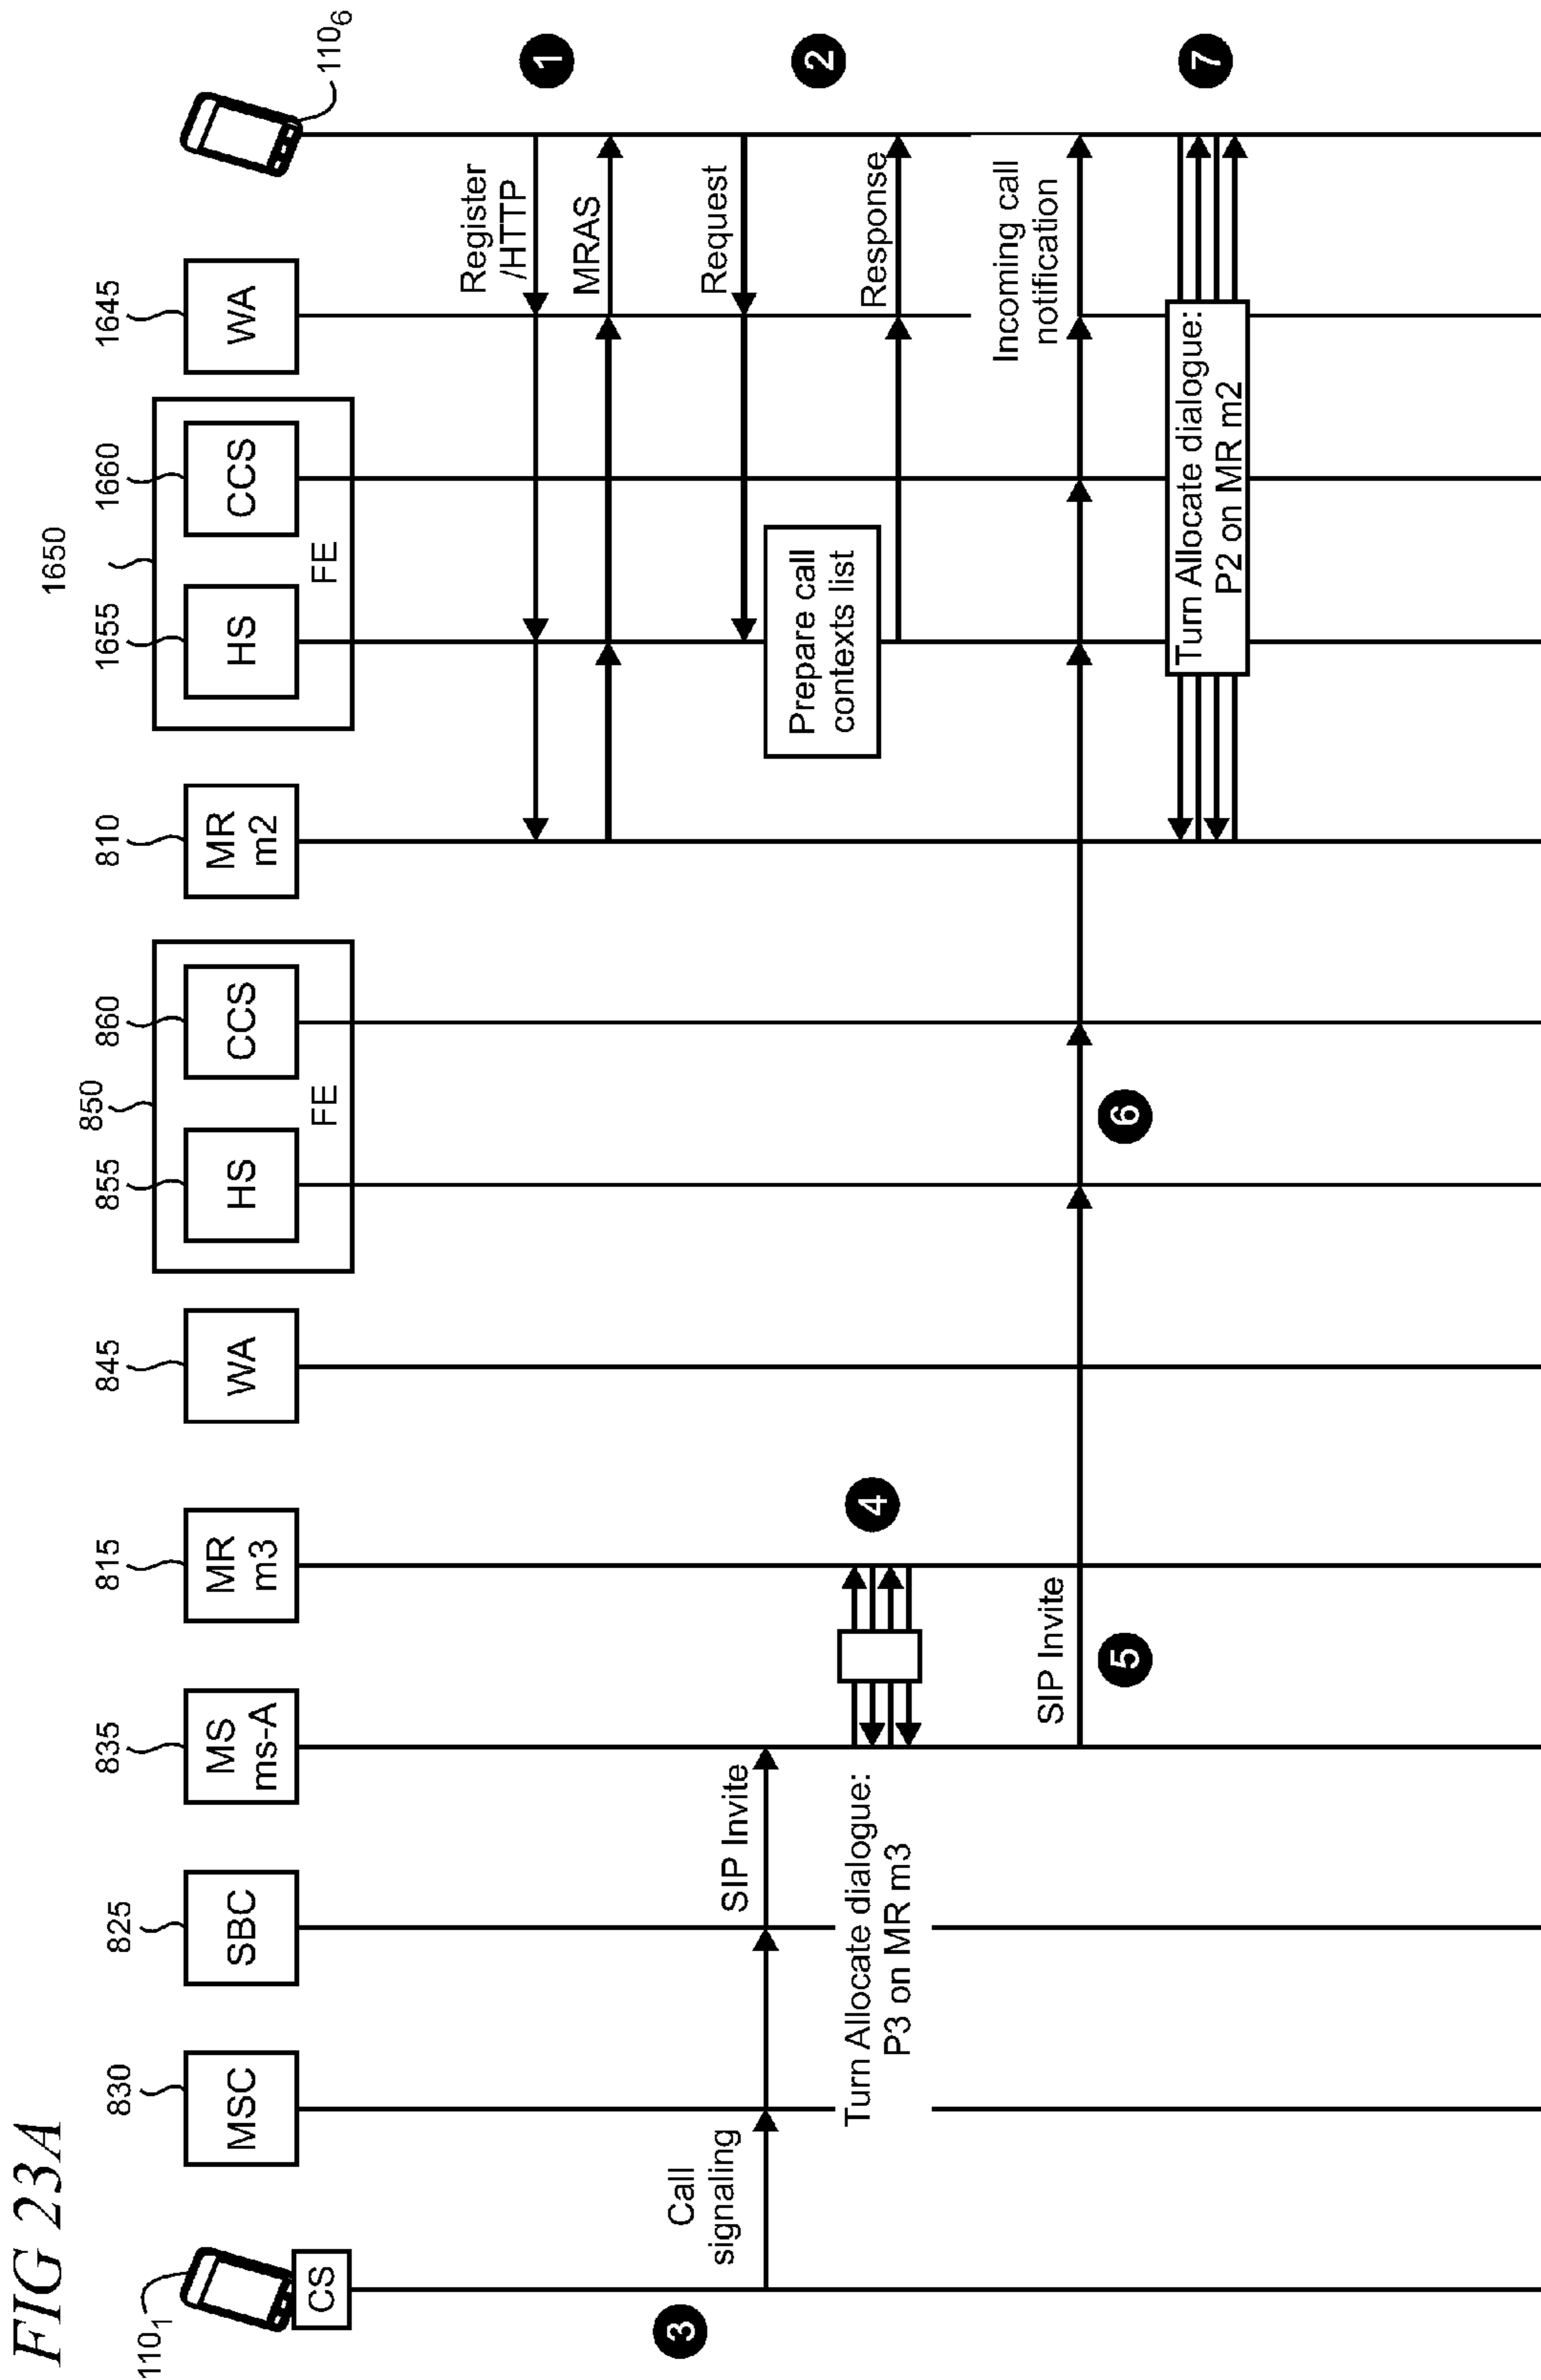 FIG 23A
110₁
830
825
835
815
845
850
855
860
810
1650
1655
1660
1645
110₆
CS
MSC
SBC
MS
ms-A
MR
m3
WA
HS
CCS
FE
MR
m2
HS
CCS
FE
WA
Register
/HTTP
1
MRAS
Request
2
Prepare call
contexts list
Response
3
Call
signaling
SIP Invite
Turn Allocate dialogue:
P3 on MR m3
4
SIP Invite
5
6
Incoming call
notification
Turn Allocate dialogue:
P2 on MR m2
7